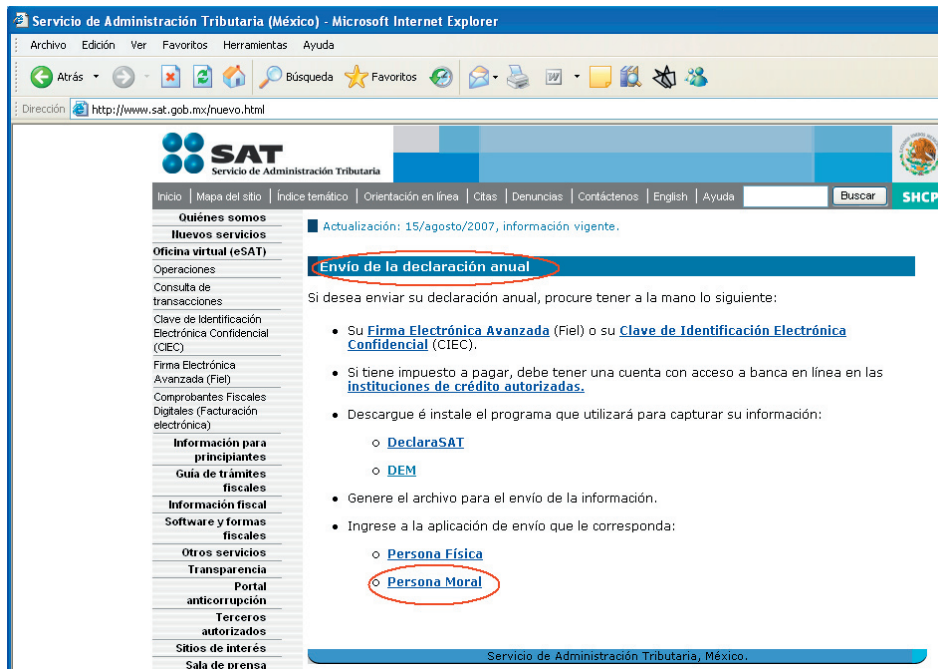 Servicio de Administración Tributaria (México) - Microsoft Internet Explorer
Archivo Edición Ver Favoritos Herramientas Ayuda
Atrás Búsqueda Favoritos
Dirección http://www.sat.gob.mx/nuevo.html
SAT
Servicio de Administración Tributaria
Inicio | Mapa del sitio | Índice temático | Orientación en línea | Citas | Denuncias | Contáctenos | English | Ayuda Buscar SHCP
Quiénes somos
Nuevos servicios
Oficina virtual (eSAT)
Operaciones
Consulta de
transacciones
Clave de Identificación
Electrónica Confidencial
(CIEC)
Firma Electrónica
Avanzada (Fiel)
Comprobantes Fiscales
Digitales (Facturación
electrónica)
Información para
principiantes
Guía de trámites
fiscales
Información fiscal
Software y formas
fiscales
Otros servicios
Transparencia
Portal
anticorrupción
Terceros
autorizados
Sitios de interés
Sala de prensa
Actualización: 15/agosto/2007, información vigente.
Envío de la declaración anual
Si desea enviar su declaración anual, procure tener a la mano lo siguiente:
• Su Firma Electrónica Avanzada (Fiel) o su Clave de Identificación Electrónica
Confidencial (CIEC).
• Si tiene impuesto a pagar, debe tener una cuenta con acceso a banca en línea en las
instituciones de crédito autorizadas.
• Descargue é instale el programa que utilizará para capturar su información:
o DeclaraSAT
o DEM
• Genere el archivo para el envío de la información.
• Ingrese a la aplicación de envío que le corresponda:
o Persona Física
o Persona Moral
Servicio de Administración Tributaria, México.